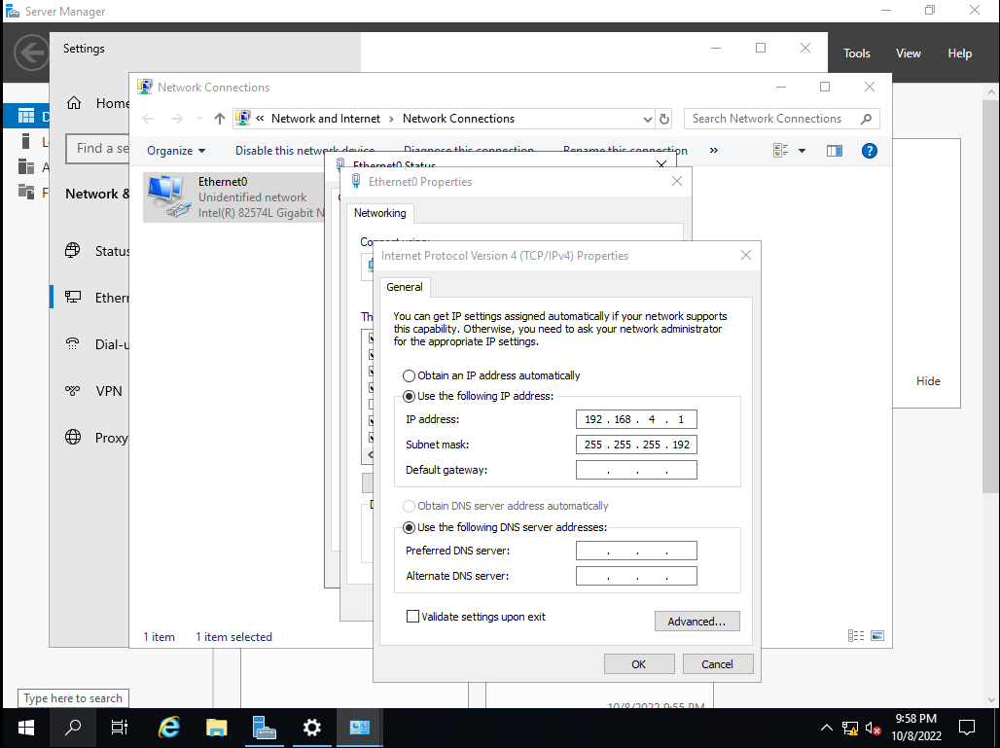 Server Manager
Settings
Tools
View
Help
Network Connections
Home
« Network and Internet > Network Connections
Search Network Connections
Find a se
Organize
Disable this network device
Diagnose this connection
Rename this connection
»
Ethernet0 Status
Ethernet0 Properties
Ethernet0
Unidentified network
Intel(R) 82574L Gigabit N
Network &
Networking
Connect using:
Status
Internet Protocol Version 4 (TCP/IPv4) Properties
General
Ethern
You can get IP settings assigned automatically if your network supports
this capability. Otherwise, you need to ask your network administrator
for the appropriate IP settings.
Th
Dial-u
Obtain an IP address automatically
Hide
VPN
Use the following IP address:
IP address:
192 . 168 . 4 . 1
Proxy
Subnet mask:
255 . 255 . 255 . 192
Default gateway:
. . .
Obtain DNS server address automatically
Use the following DNS server addresses:
Preferred DNS server:
. . .
Alternate DNS server:
. . .
Validate settings upon exit
Advanced...
1 item
1 item selected
OK
Cancel
Type here to search
10/8/2022 9:55 PM
9:58 PM
10/8/2022